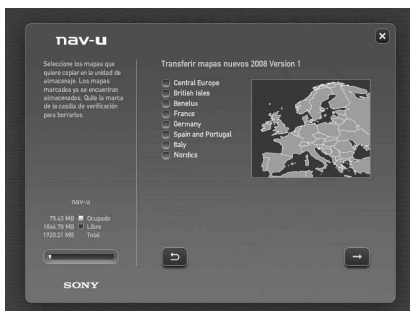 nav-u
Seleccione los mapas que
quiere copiar en la unidad de
almacenaje. Los mapas
marcados ya se encuentran
almacenados. Quite la marca
de la casilla de verificación
para borrarlos.
Transferir mapas nuevos 2008 Version 1
Central Europe
British Isles
Benelux
France
Germany
Spain and Portugal
Italy
Nordics
nav-u
75.43 MB Ocupado
1844.78 MB Libre
1920.21 MB Total
SONY